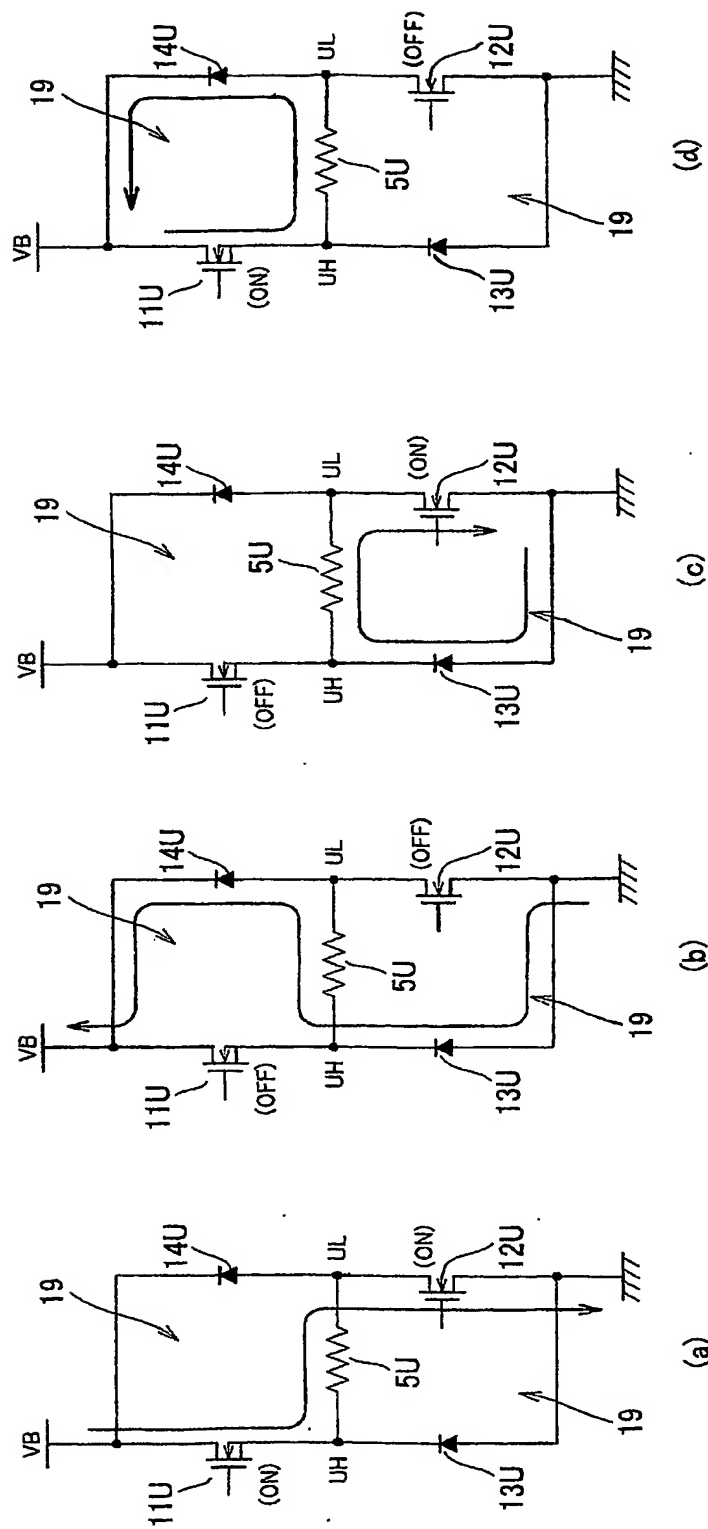 VB
19
14U
11U
(ON)
UH
UL
5U
(ON)
12U
13U
19
(a)
VB
19
14U
11U
(OFF)
UH
UL
5U
(OFF)
12U
13U
19
(b)
VB
19
14U
11U
(OFF)
UH
UL
5U
(ON)
12U
13U
19
(c)
VB
19
14U
11U
(ON)
UH
UL
5U
(OFF)
12U
13U
19
(d)